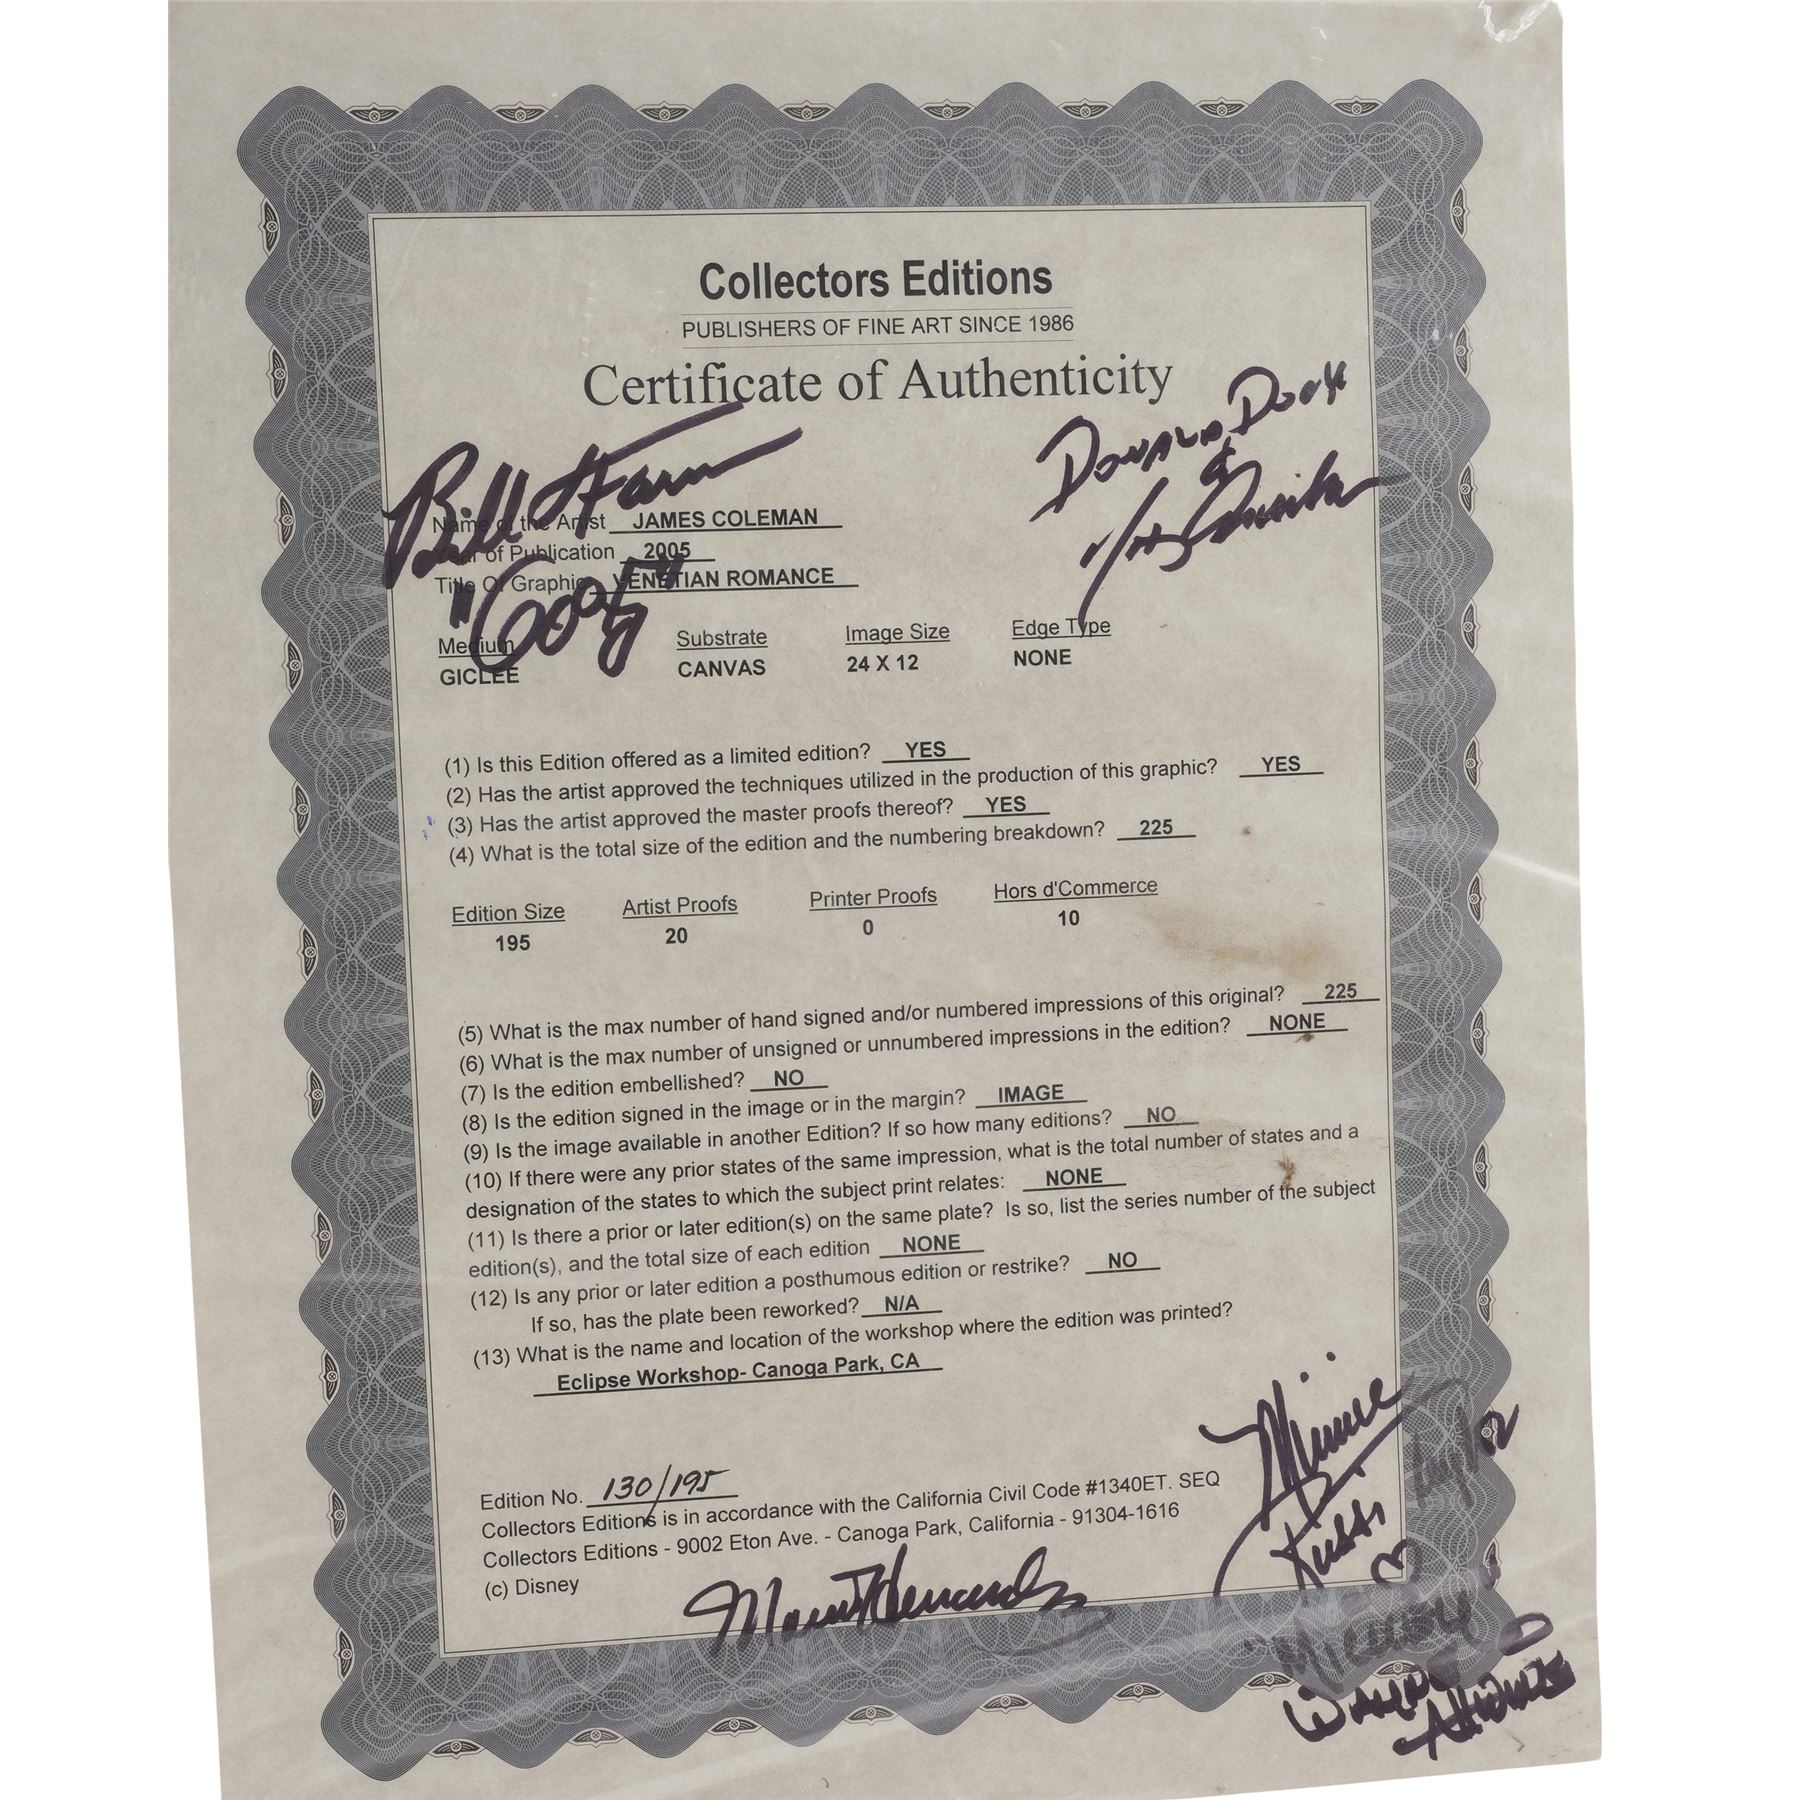 Collectors Editions
PUBLISHERS OF FINE ART SINCE 1986
Certificate of Authenticity
Bill Farmer
"Goofy"
Donald Duck
&
Tony Anselmo
Name of the Artist JAMES COLEMAN
Year of Publication 2005
Title Of Graphic VENETIAN ROMANCE
Medium Substrate Image Size Edge Type
GICLEE CANVAS 24 X 12 NONE
(1) Is this Edition offered as a limited edition? YES
(2) Has the artist approved the techniques utilized in the production of this graphic? YES
(3) Has the artist approved the master proofs thereof? YES
(4) What is the total size of the edition and the numbering breakdown? 225
Edition Size Artist Proofs Printer Proofs Hors d'Commerce
195 20 0 10
(5) What is the max number of hand signed and/or numbered impressions of this original? 225
(6) What is the max number of unsigned or unnumbered impressions in the edition? NONE
(7) Is the edition embellished? NO
(8) Is the edition signed in the image or in the margin? IMAGE
(9) Is the image available in another Edition? If so how many editions? NO
(10) If there were any prior states of the same impression, what is the total number of states and a
designation of the states to which the subject print relates: NONE
(11) Is there a prior or later edition(s) on the same plate? Is so, list the series number of the subject
edition(s), and the total size of each edition NONE
(12) Is any prior or later edition a posthumous edition or restrike? NO
If so, has the plate been reworked? N/A
(13) What is the name and location of the workshop where the edition was printed?
Eclipse Workshop- Canoga Park, CA
Edition No. 130/195
Collectors Editions is in accordance with the California Civil Code #1340ET. SEQ
Collectors Editions - 9002 Eton Ave. - Canoga Park, California - 91304-1616
(c) Disney
Minnie
Russi Taylor
"MICKEY"
WAYNE
ALLWINE